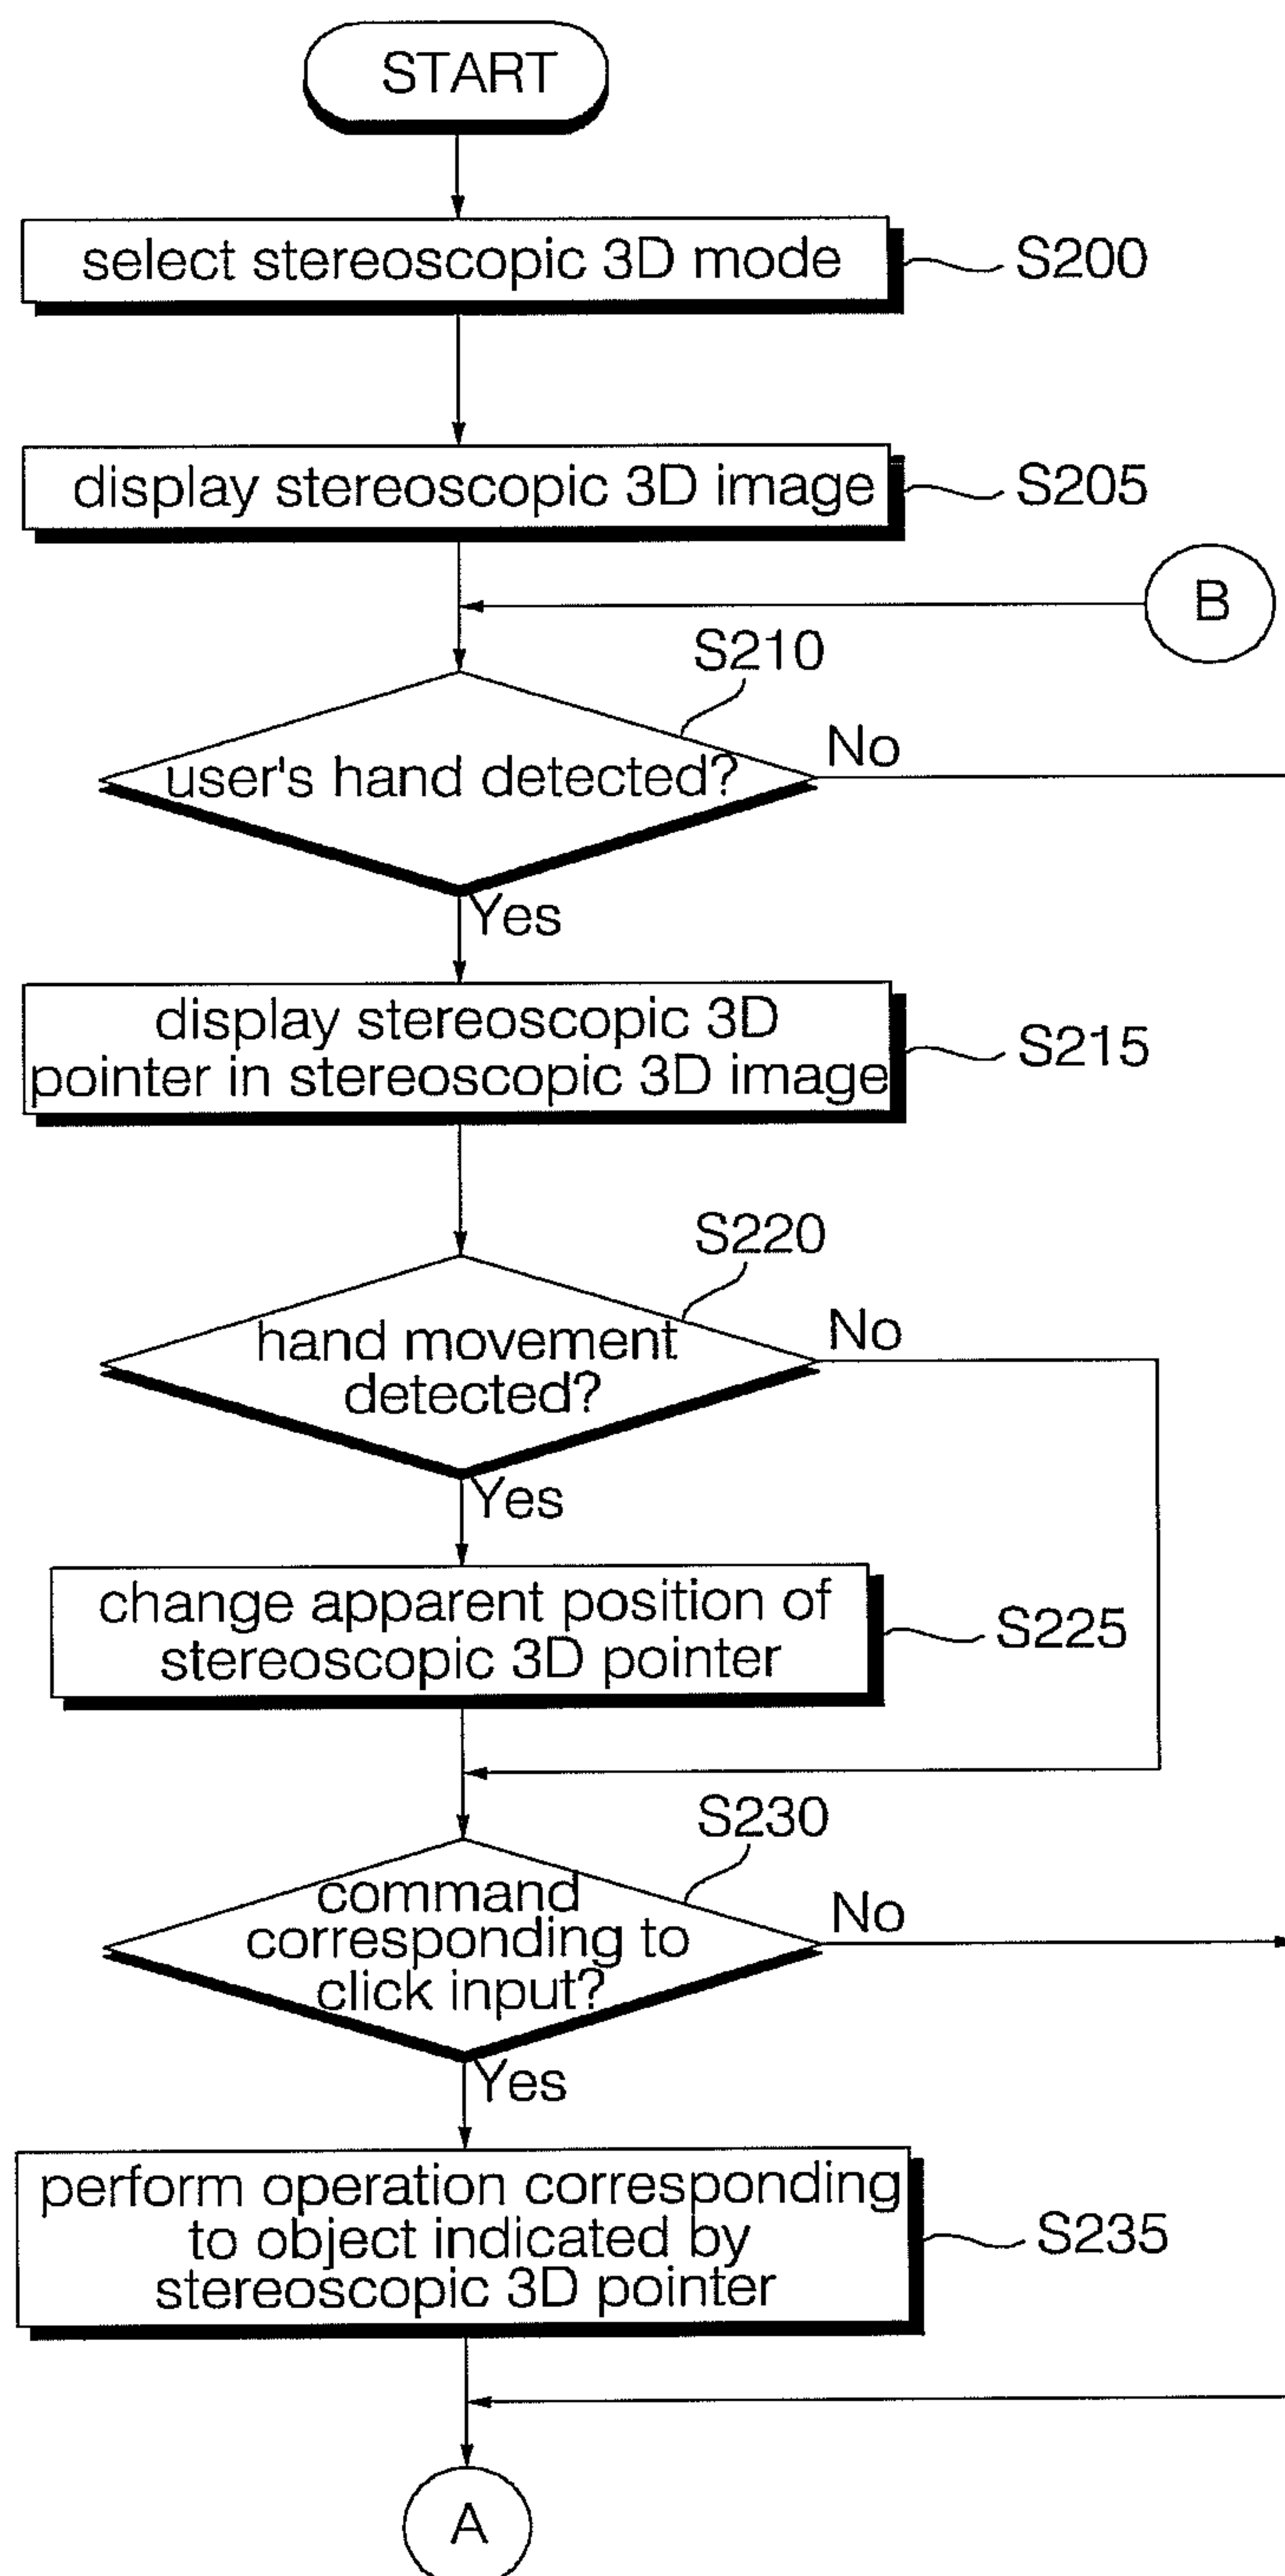 START
select stereoscopic 3D mode
S200
display stereoscopic 3D image
S205
B
S210
user's hand detected?
No
Yes
display stereoscopic 3D
pointer in stereoscopic 3D image
S215
S220
hand movement
detected?
No
Yes
change apparent position of
stereoscopic 3D pointer
S225
S230
command
corresponding to
click input?
No
Yes
perform operation corresponding
to object indicated by
stereoscopic 3D pointer
S235
A